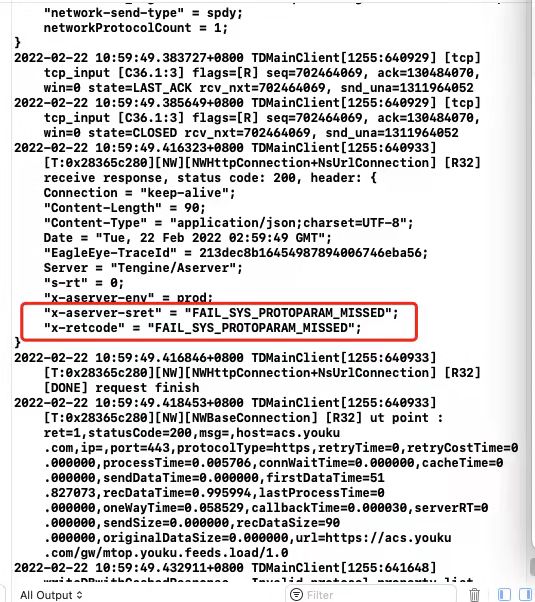 "network-send-type" = spdy;
networkProtocolCount = 1;
}
2022-02-22 10:59:49.383727+0800 TDMainClient[1255:640929] [tcp]
tcp_input [C36.1:3] flags=[R] seq=702464069, ack=130484070,
win=0 state=LAST_ACK rcv_nxt=702464069, snd_una=1311964052
2022-02-22 10:59:49.385649+0800 TDMainClient[1255:640929] [tcp]
tcp_input [C36.1:3] flags=[R] seq=702464069, ack=130484070,
win=0 state=CLOSED rcv_nxt=702464069, snd_una=1311964052
2022-02-22 10:59:49.416323+0800 TDMainClient[1255:640933]
[T:0x28365c280][NW][NWHttpConnection+NsUrlConnection] [R32]
receive response, status code: 200, header: {
Connection = "keep-alive";
"Content-Length" = 90;
"Content-Type" = "application/json;charset=UTF-8";
Date = "Tue, 22 Feb 2022 02:59:49 GMT";
"EagleEye-TraceId" = 213dec8b16454987894006746eba56;
Server = "Tengine/Aserver";
"s-rt" = 0;
"x-aserver-env" = prod;
"x-aserver-sret" = "FAIL_SYS_PROTOPARAM_MISSED";
"x-retcode" = "FAIL_SYS_PROTOPARAM_MISSED";
}
2022-02-22 10:59:49.416846+0800 TDMainClient[1255:640933]
[T:0x28365c280][NW][NWHttpConnection+NsUrlConnection] [R32]
[DONE] request finish
2022-02-22 10:59:49.418453+0800 TDMainClient[1255:640933]
[T:0x28365c280][NW][NWBaseConnection] [R32] ut point :
ret=1,statusCode=200,msg=,host=acs.youku
.com,ip=,port=443,protocolType=https,retryTime=0,retryCostTime=0
.000000,processTime=0.005706,connWaitTime=0.000000,cacheTime=0
.000000,sendDataTime=0.000000,firstDataTime=51
.827073,recDataTime=0.995994,lastProcessTime=0
.000000,oneWayTime=0.058529,callbackTime=0.000030,serverRT=0
.000000,sendSize=0.000000,recDataSize=90
.000000,originalDataSize=0.000000,url=https://acs.youku
.com/gw/mtop.youku.feeds.load/1.0
2022-02-22 10:59:49.432911+0800 TDMainClient[1255:641648]
writeDBwithCachedResponse Invalid protocol property list
All Output
Filter